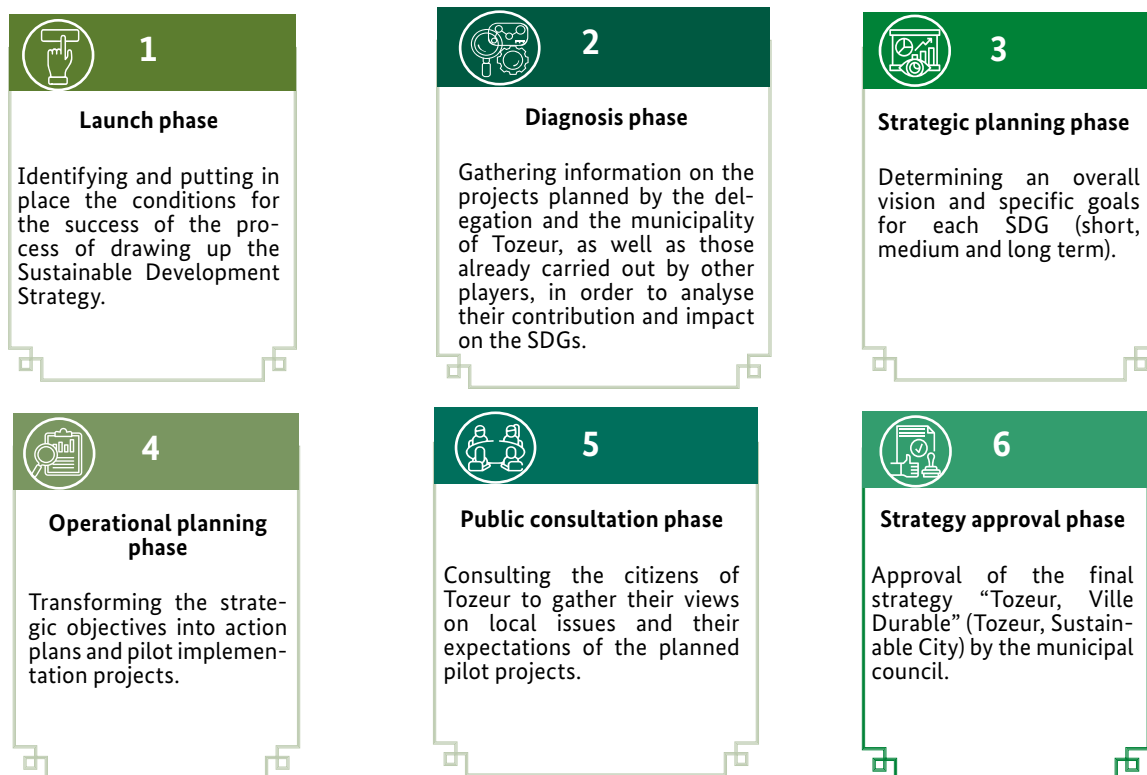 1
Launch phase
Identifying and putting in
place the conditions for
the success of the pro-
cess of drawing up the
Sustainable Development
Strategy.
2
Diagnosis phase
Gathering information on the
projects planned by the del-
egation and the municipality
of Tozeur, as well as those
already carried out by other
players, in order to analyse
their contribution and impact
on the SDGs.
3
Strategic planning phase
Determining an overall
vision and specific goals
for each SDG (short,
medium and long term).
4
Operational planning
phase
Transforming the strate-
gic objectives into action
plans and pilot implemen-
tation projects.
5
Public consultation phase
Consulting the citizens of
Tozeur to gather their views
on local issues and their
expectations of the planned
pilot projects.
6
Strategy approval phase
Approval of the final
strategy “Tozeur, Ville
Durable” (Tozeur, Sustain-
able City) by the municipal
council.